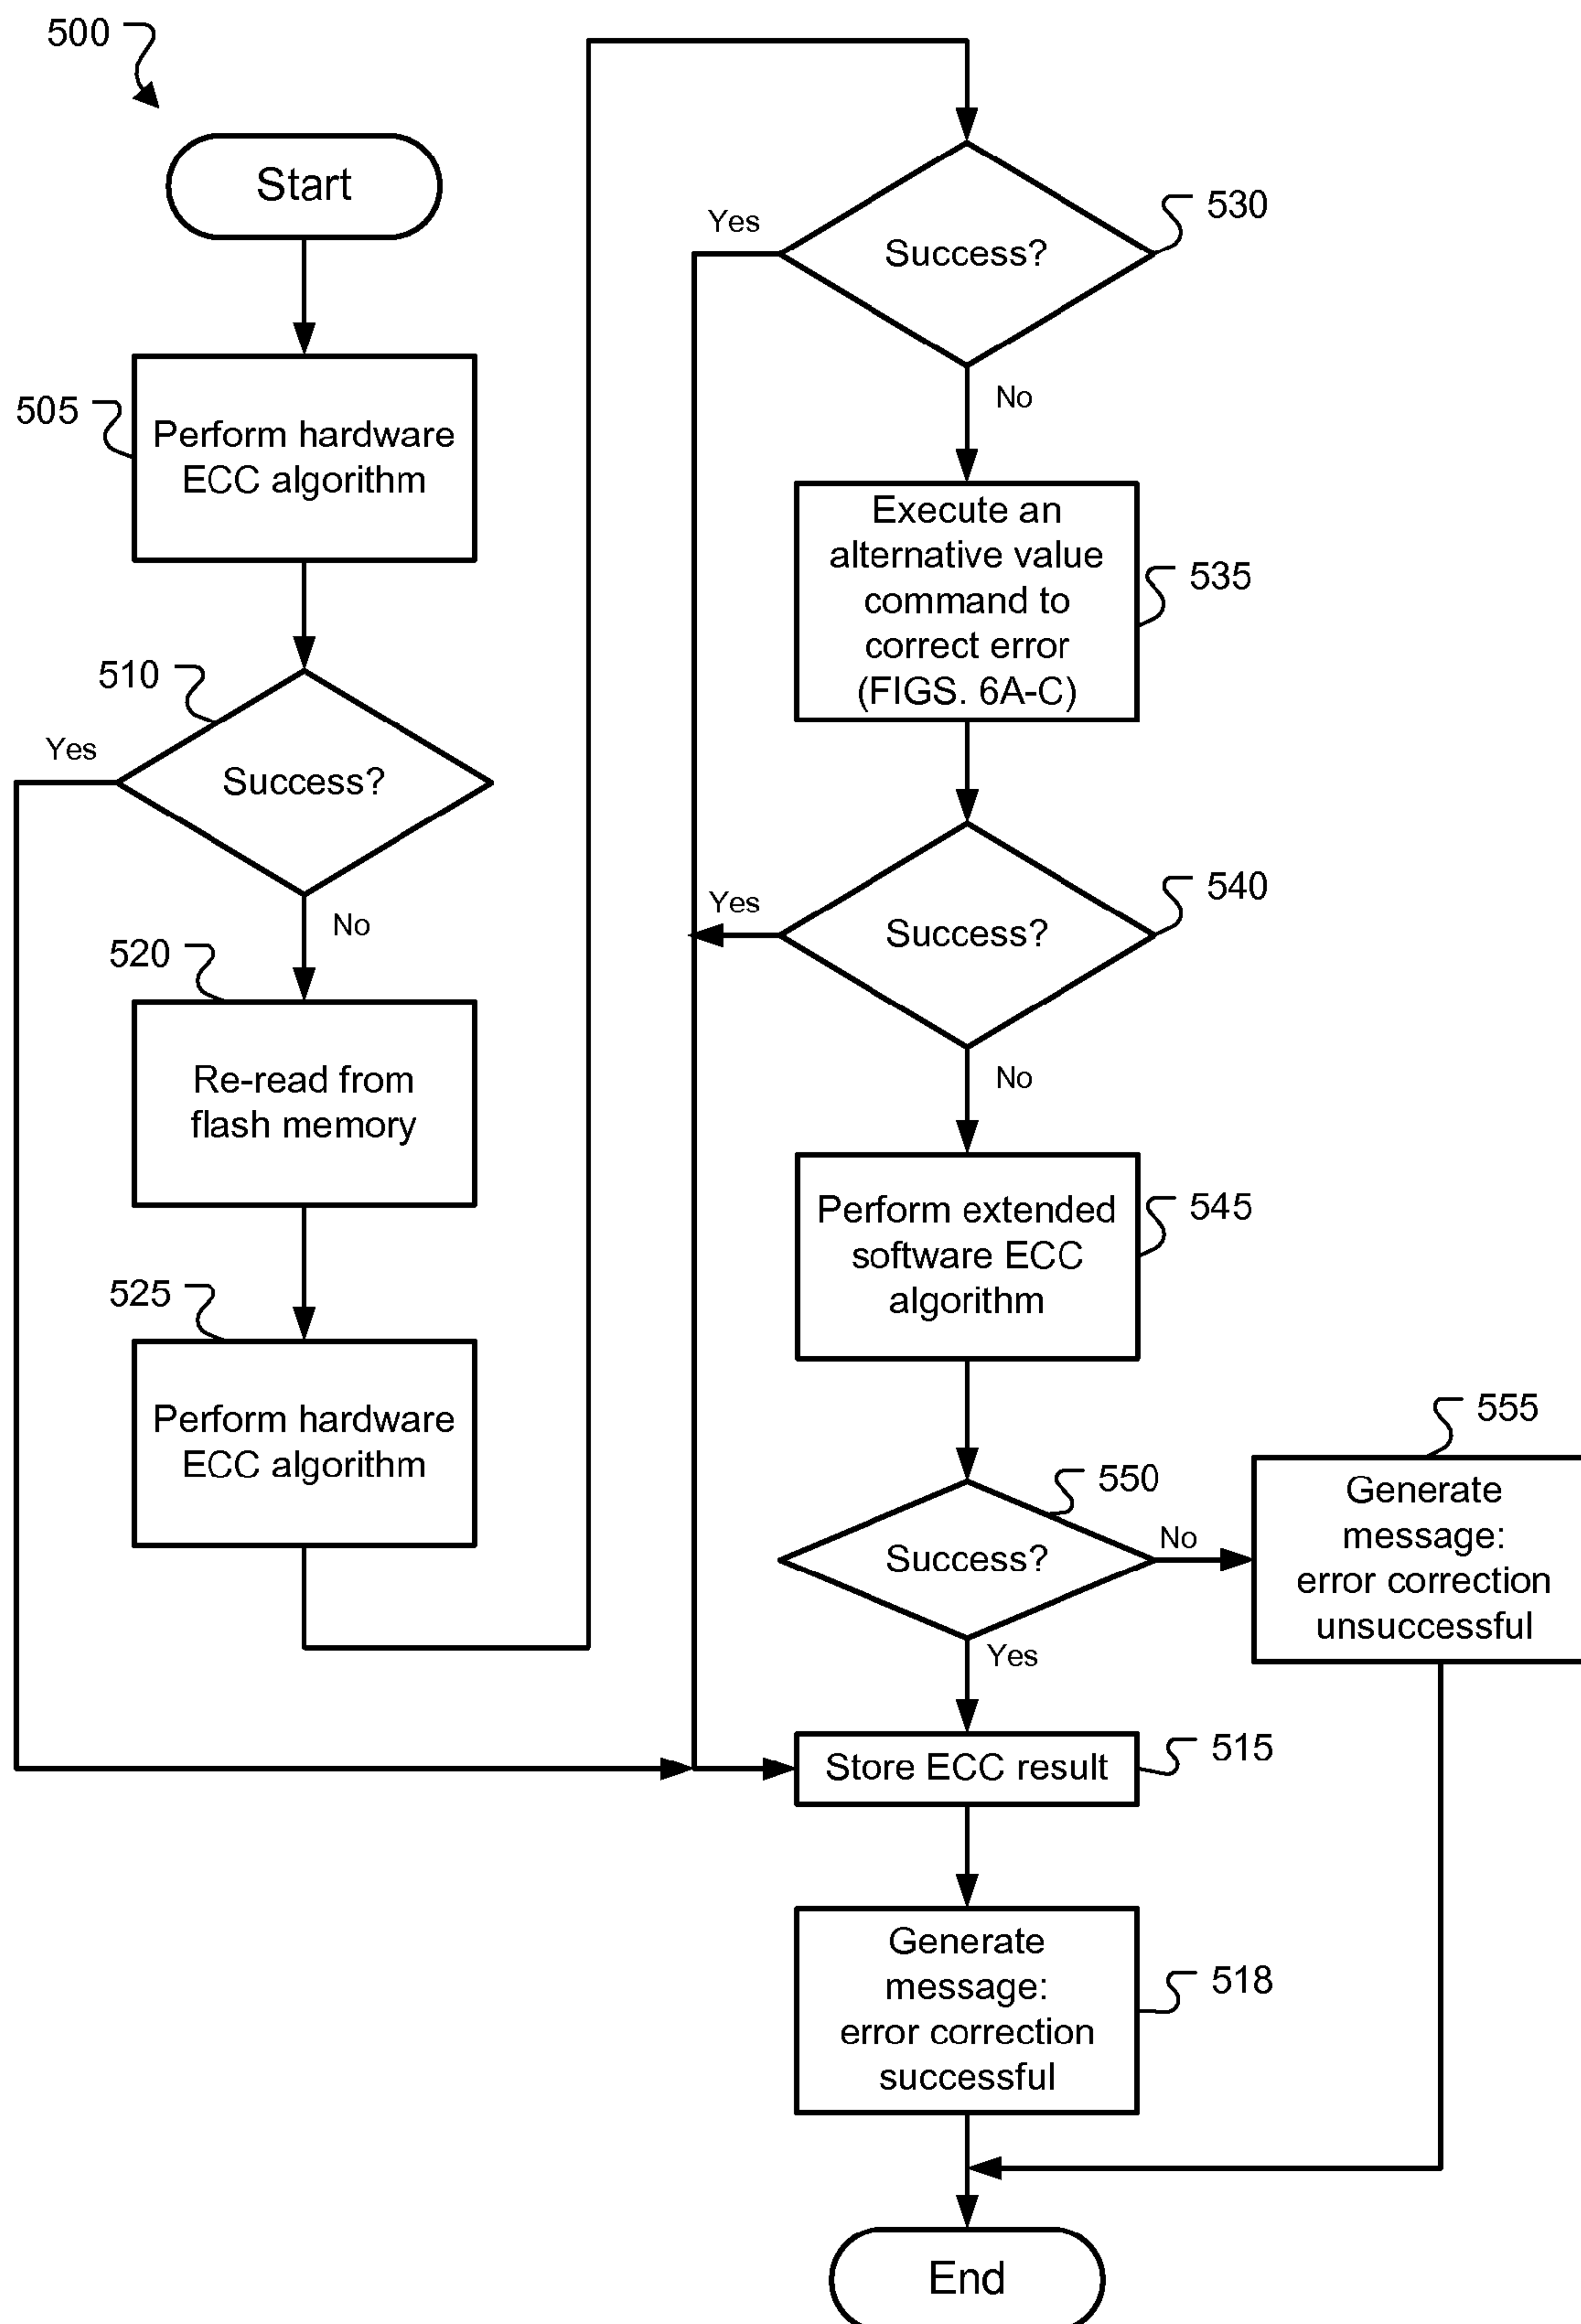 500
Start
505
Perform hardware
ECC algorithm
510
Yes
Success?
No
520
Re-read from
flash memory
525
Perform hardware
ECC algorithm
530
Yes
Success?
No
Execute an
alternative value
command to
correct error
(FIGS. 6A-C)
535
540
Yes
Success?
No
Perform extended
software ECC
algorithm
545
550
Success?
No
Yes
555
Generate
message:
error correction
unsuccessful
Store ECC result
515
Generate
message:
error correction
successful
518
End